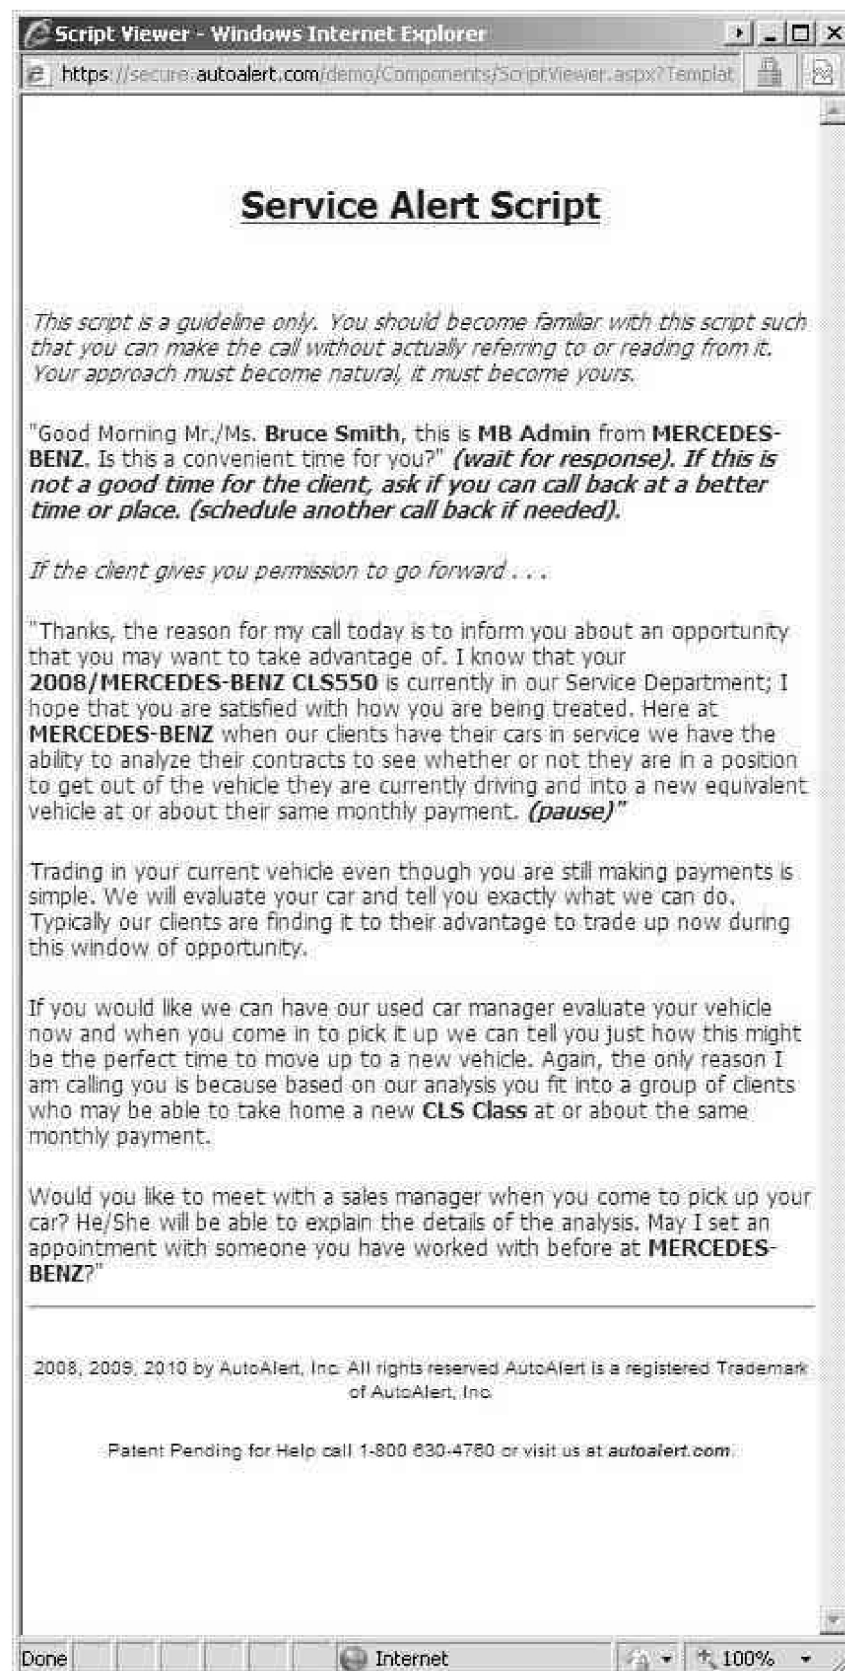 Script Viewer - Windows Internet Explorer
https://secure.autoalert.com/demo/Components/ScriptViewer.aspx?Templat
Service Alert Script
This script is a guideline only. You should become familiar with this script such
that you can make the call without actually referring to or reading from it.
Your approach must become natural, it must become yours.
"Good Morning Mr./Ms. Bruce Smith, this is MB Admin from MERCEDES-
BENZ. Is this a convenient time for you?" (wait for response). If this is
not a good time for the client, ask if you can call back at a better
time or place. (schedule another call back if needed).
If the client gives you permission to go forward . . .
"Thanks, the reason for my call today is to inform you about an opportunity
that you may want to take advantage of. I know that your
2008/MERCEDES-BENZ CLS550 is currently in our Service Department; I
hope that you are satisfied with how you are being treated. Here at
MERCEDES-BENZ when our clients have their cars in service we have the
ability to analyze their contracts to see whether or not they are in a position
to get out of the vehicle they are currently driving and into a new equivalent
vehicle at or about their same monthly payment. (pause)"
Trading in your current vehicle even though you are still making payments is
simple. We will evaluate your car and tell you exactly what we can do.
Typically our clients are finding it to their advantage to trade up now during
this window of opportunity.
If you would like we can have our used car manager evaluate your vehicle
now and when you come in to pick it up we can tell you just how this might
be the perfect time to move up to a new vehicle. Again, the only reason I
am calling you is because based on our analysis you fit into a group of clients
who may be able to take home a new CLS Class at or about the same
monthly payment.
Would you like to meet with a sales manager when you come to pick up your
car? He/She will be able to explain the details of the analysis. May I set an
appointment with someone you have worked with before at MERCEDES-
BENZ?"
2008, 2009, 2010 by AutoAlert, Inc. All rights reserved AutoAlert is a registered Trademark
of AutoAlert, Inc.
Patent Pending for Help call 1-800 630-4760 or visit us at autoalert.com.
Done
Internet
100%